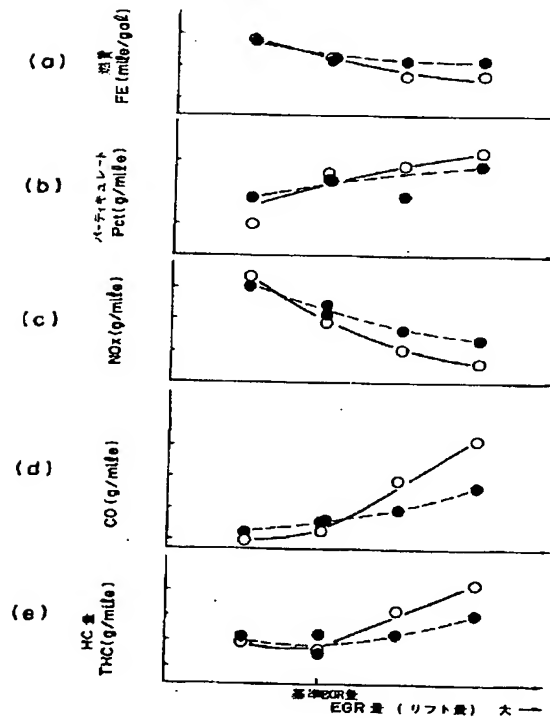 (a)
燃費
FE(mile/gal)
(b)
パーティキュレート
Pct(g/mile)
(c)
NOx(g/mile)
(d)
CO(g/mile)
(e)
HC量
THC(g/mile)
基準EGR量
EGR量 (リフト量) 大→